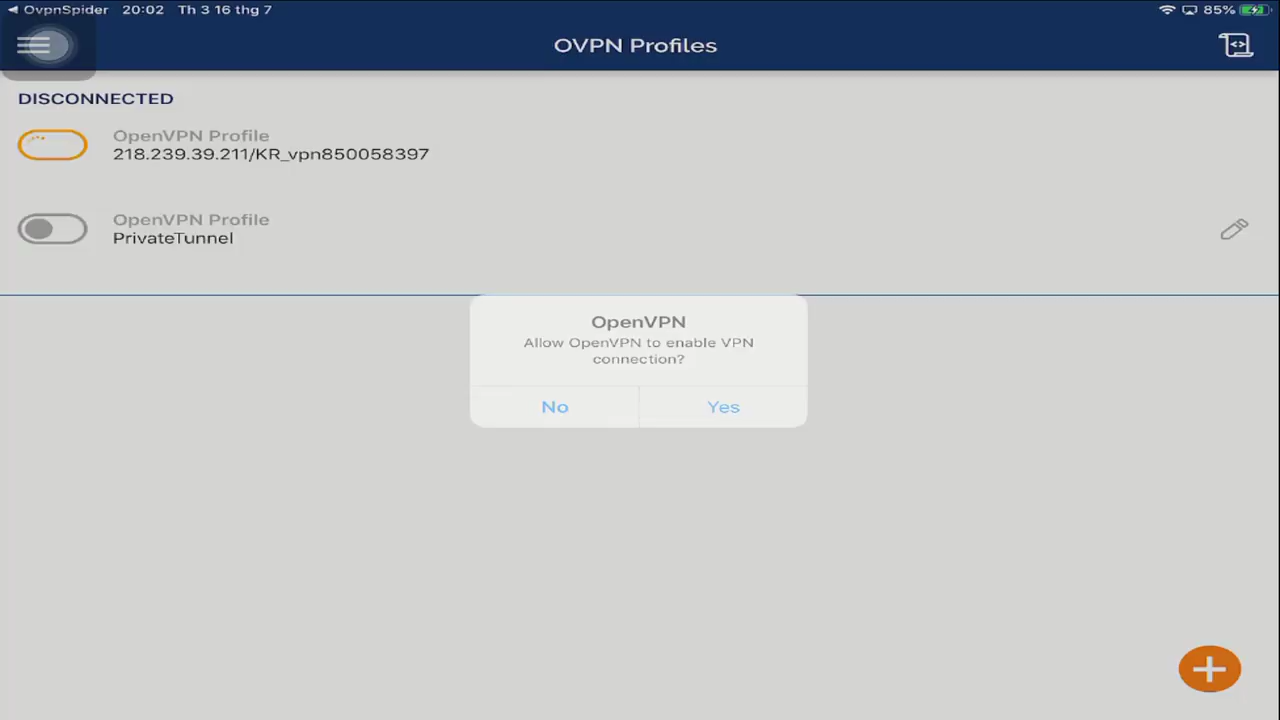 OvpnSpider 20:02 Th 3 16 thg 7 85%
OVPN Profiles
DISCONNECTED
OpenVPN Profile
218.239.39.211/KR_vpn850058397
OpenVPN Profile
PrivateTunnel
OpenVPN
Allow OpenVPN to enable VPN
connection?
No Yes